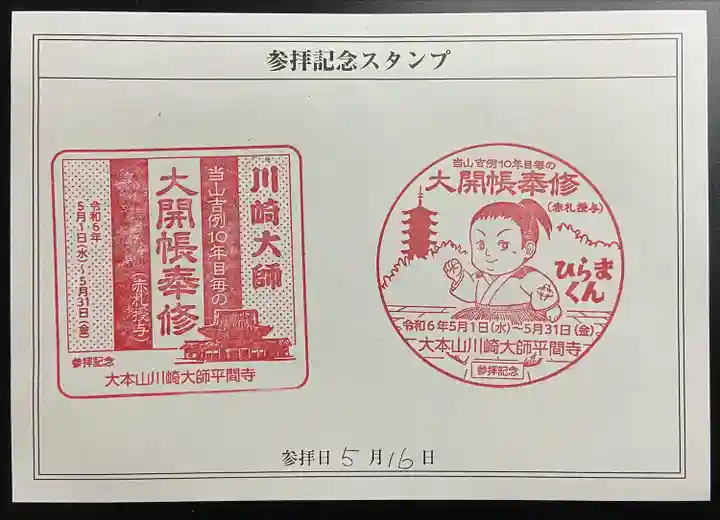 参拝記念スタンプ
川崎大師
当山吉例10年目毎の
大開帳奉修
(赤札授与)
令和6年
5月1日(水)~5月31日(金)
参拝記念
大本山川崎大師平間寺
当山吉例10年目毎の
大開帳奉修
(赤札授与)
ひらま
くん
令和6年5月1日(水)~5月31日(金)
大本山川崎大師平間寺
参拝記念
参拝日 5 月 16 日